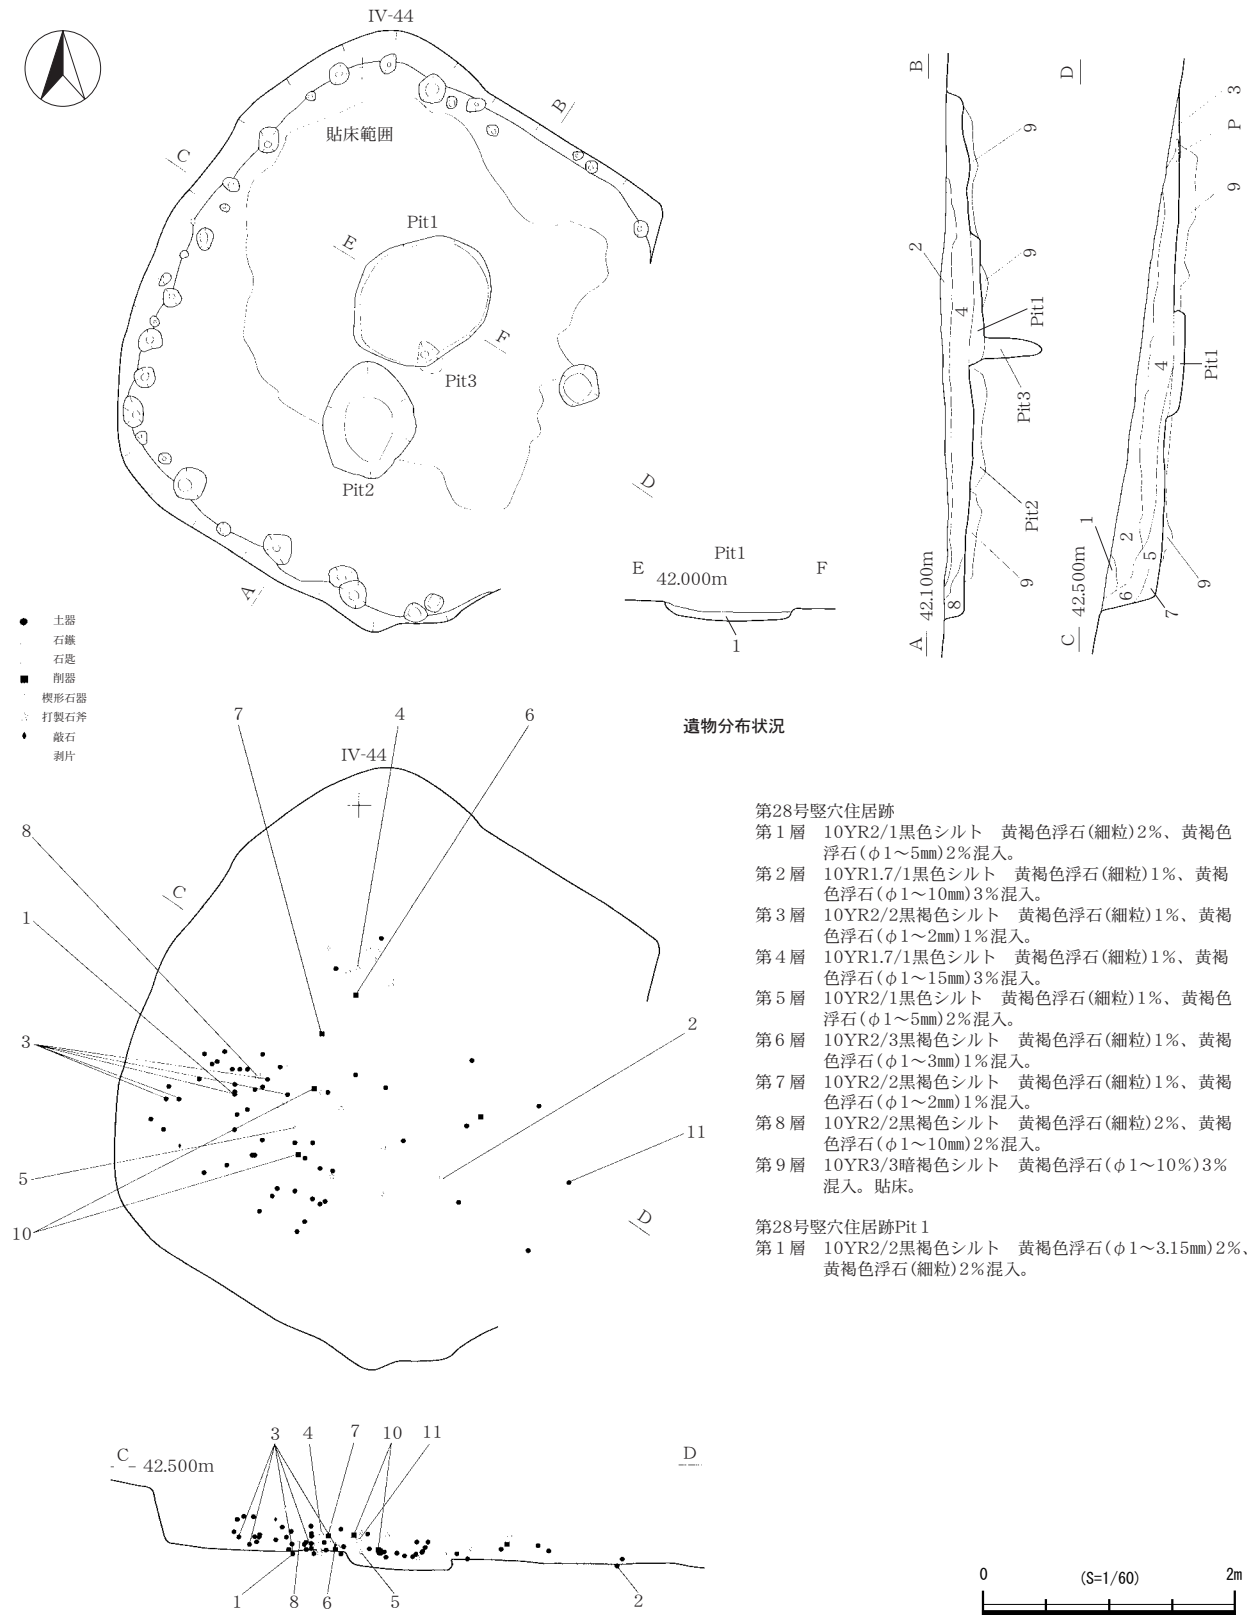 IV-44
貼床範囲
B
C
Pit1
E
F
Pit3
Pit2
D
A
Pit1
E 42.000m F
1
B
9
2
9
4
Pit1
Pit3
Pit2
9
8
A 42.100m
D
3
P
9
4
Pit1
1
2
5
6
9
7
C 42.500m
土器
石鏃
石匙
削器
楔形石器
打製石斧
敲石
剥片
遺物分布状況
7
4
6
IV-44
8
C
1
3
2
11
5
10
D
第28号竪穴住居跡
第1層 10YR2/1黒色シルト 黄褐色浮石(細粒)2%、黄褐色
浮石(φ1～5㎜)2%混入。
第2層 10YR1.7/1黒色シルト 黄褐色浮石(細粒)1%、黄褐
色浮石(φ1～10㎜)3%混入。
第3層 10YR2/2黒褐色シルト 黄褐色浮石(細粒)1%、黄褐
色浮石(φ1～2㎜)1%混入。
第4層 10YR1.7/1黒色シルト 黄褐色浮石(細粒)1%、黄褐
色浮石(φ1～15㎜)3%混入。
第5層 10YR2/1黒色シルト 黄褐色浮石(細粒)1%、黄褐色
浮石(φ1～5㎜)2%混入。
第6層 10YR2/3黒褐色シルト 黄褐色浮石(細粒)1%、黄褐
色浮石(φ1～3㎜)1%混入。
第7層 10YR2/2黒褐色シルト 黄褐色浮石(細粒)1%、黄褐
色浮石(φ1～2㎜)1%混入。
第8層 10YR2/2黒褐色シルト 黄褐色浮石(細粒)2%、黄褐
色浮石(φ1～10㎜)2%混入。
第9層 10YR3/3暗褐色シルト 黄褐色浮石(φ1～10%)3%
混入。貼床。
第28号竪穴住居跡Pit1
第1層 10YR2/2黒褐色シルト 黄褐色浮石(φ1～3.15㎜)2%、
黄褐色浮石(細粒)2%混入。
3 4 7 10 11
C 42.500m D
1 8 6 5 2
0 (S=1/60) 2m